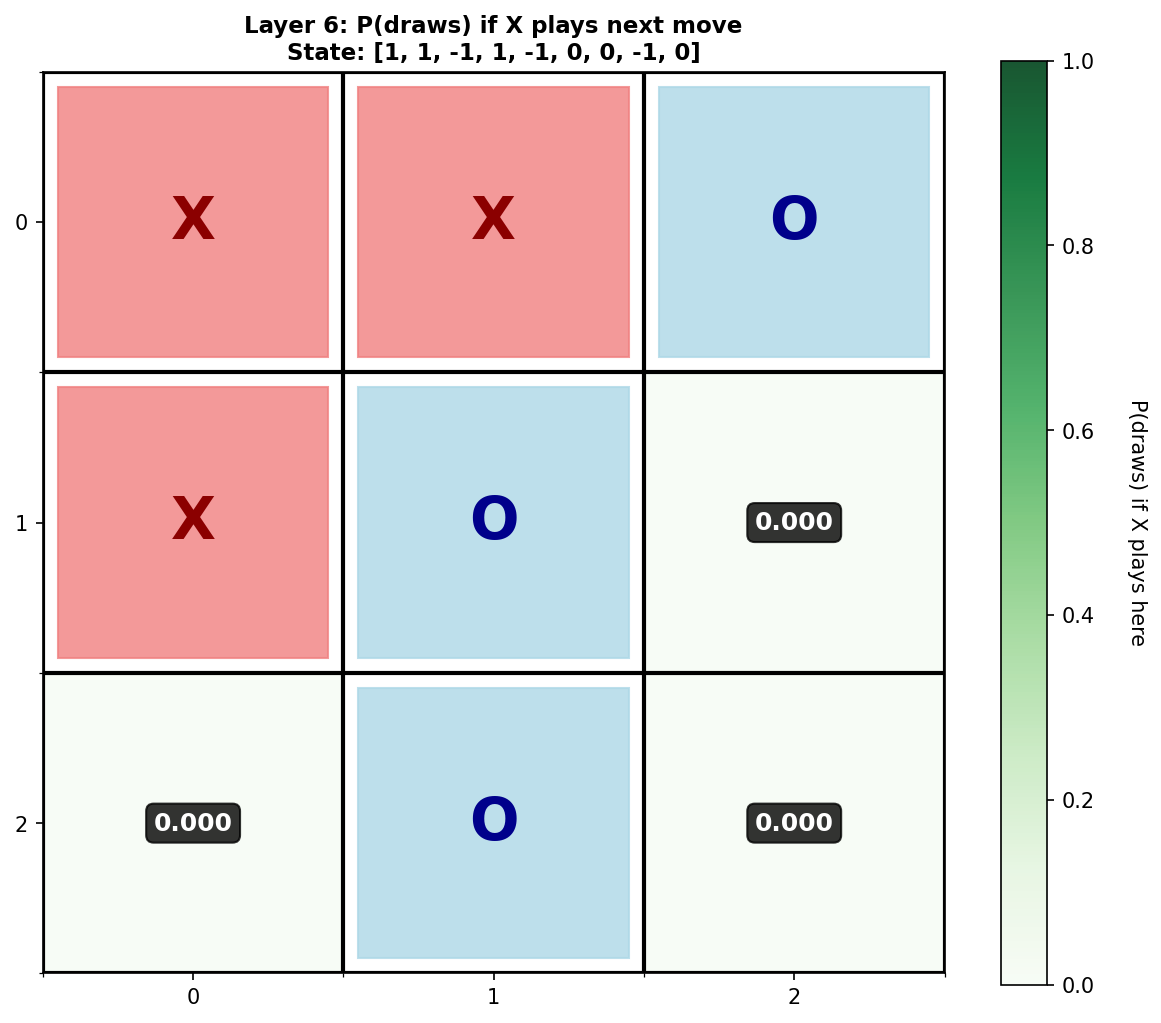 Layer 6: P(draws) if X plays next move
State: [1, 1, -1, 1, -1, 0, 0, -1, 0]
X
X
O
X
O
0.000
0.000
O
0.000
0
1
2
0
1
2
1.0
0.8
0.6
0.4
0.2
0.0
P(draws) if X plays here